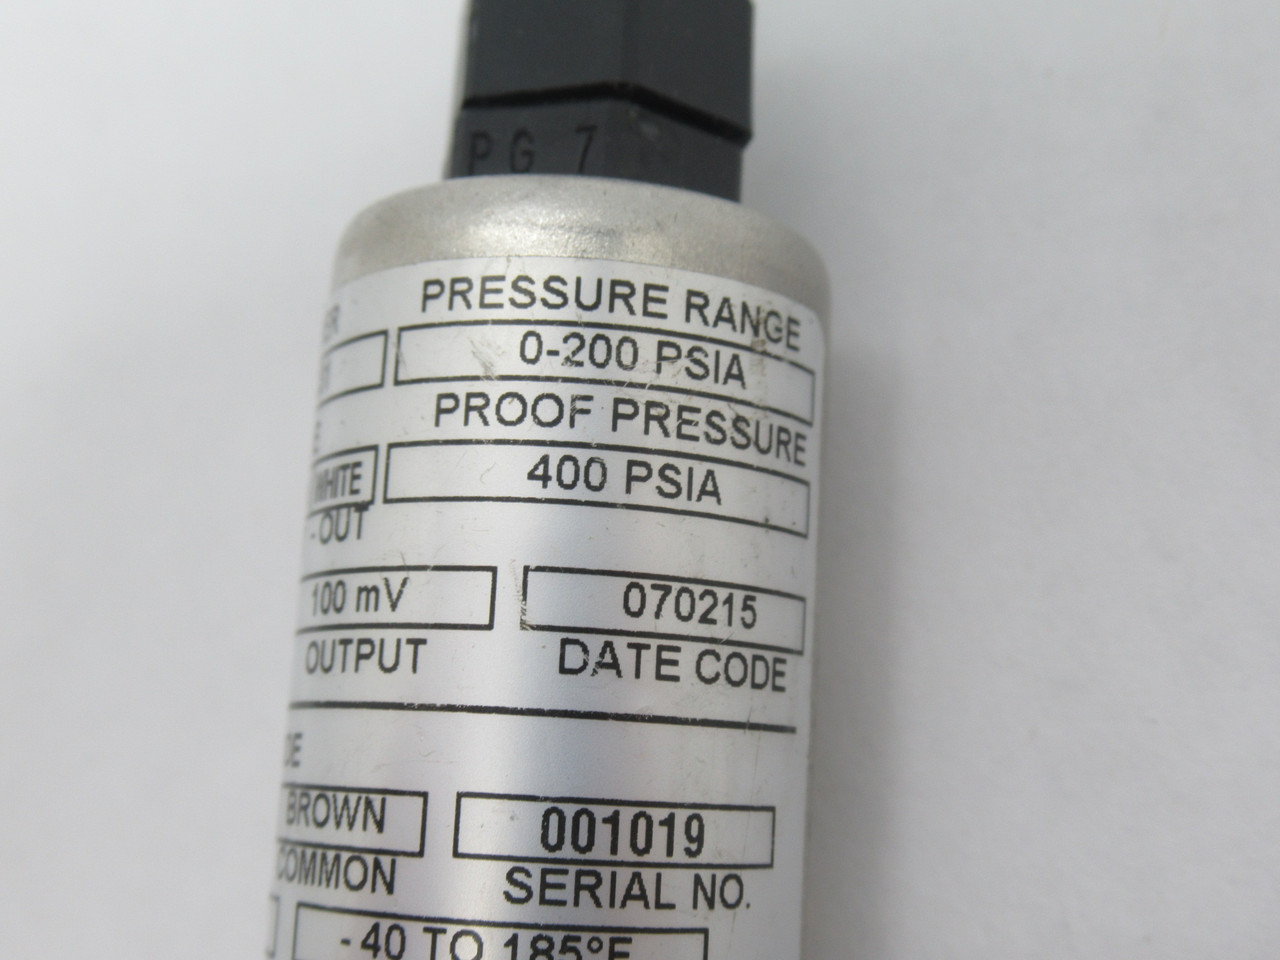 PG 7
PRESSURE RANGE
0-200 PSIA
PROOF PRESSURE
WHITE 400 PSIA
- OUT
100 mV 070215
OUTPUT DATE CODE
BROWN 001019
COMMON SERIAL NO.
-40 TO 185°F